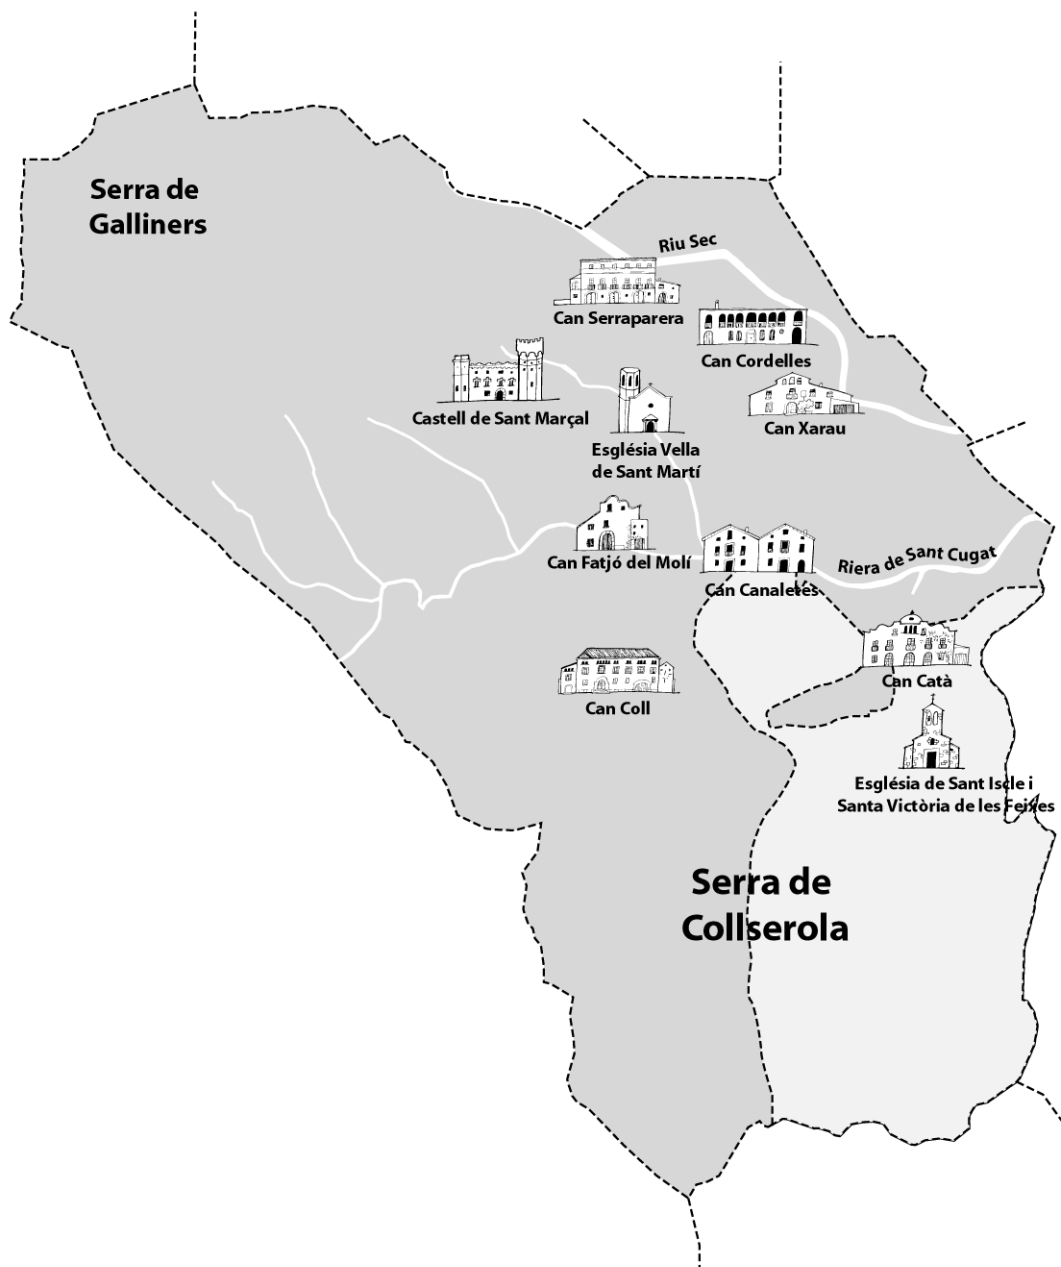 Serra de
Galliners
Riu Sec
Can Serraparera
Can Cordelles
Castell de Sant Marçal
Can Xarau
Església Vella
de Sant Martí
Can Fatjó del Molí
Riera de Sant Cugat
Can Canaletes
Can Catà
Can Coll
Església de Sant Iscle i
Santa Victòria de les Feixes
Serra de
Collserola